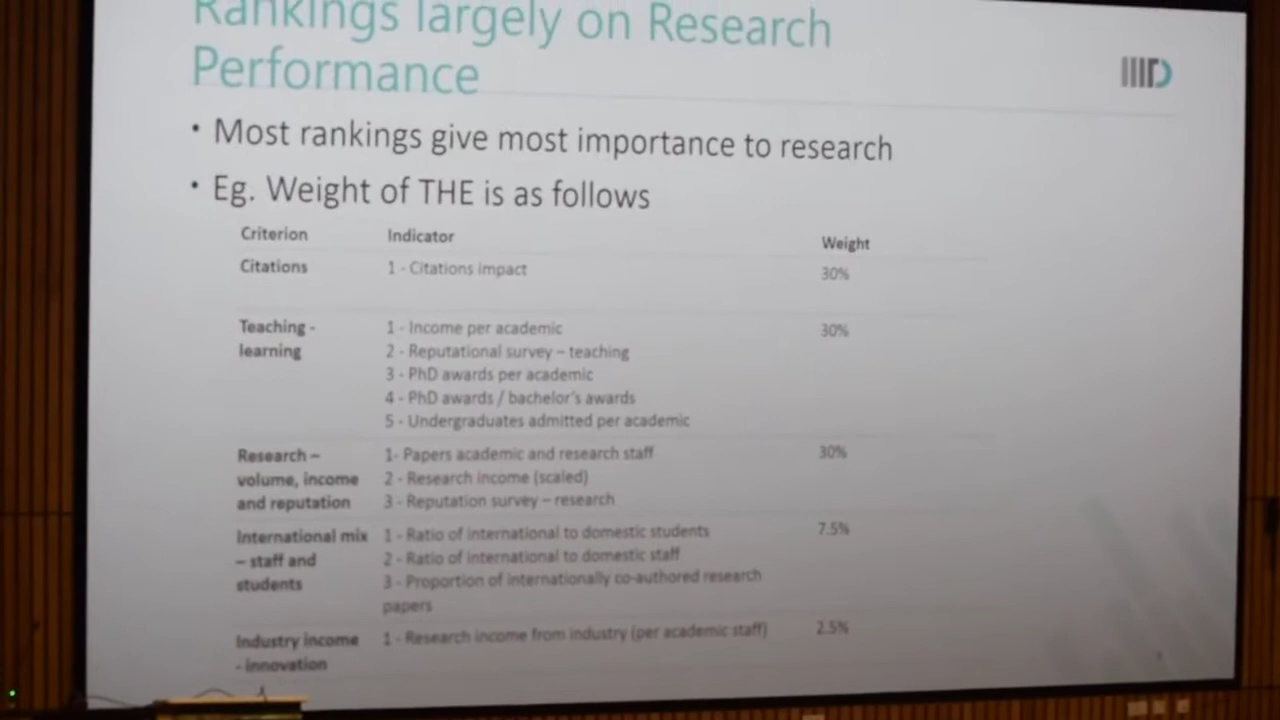 Rankings largely on Research
Performance
IIITD
• Most rankings give most importance to research
• Eg. Weight of THE is as follows
Criterion Indicator Weight
Citations 1 - Citations impact 30%
Teaching - 1 - Income per academic 30%
learning 2 - Reputational survey – teaching
3 - PhD awards per academic
4 - PhD awards / bachelor's awards
5 - Undergraduates admitted per academic
Research – 1- Papers academic and research staff 30%
volume, income 2 - Research income (scaled)
and reputation 3 - Reputation survey – research
International mix 1 - Ratio of international to domestic students 7.5%
– staff and 2 - Ratio of international to domestic staff
students 3 - Proportion of internationally co-authored research
papers
Industry income 1 - Research income from industry (per academic staff) 2.5%
- innovation